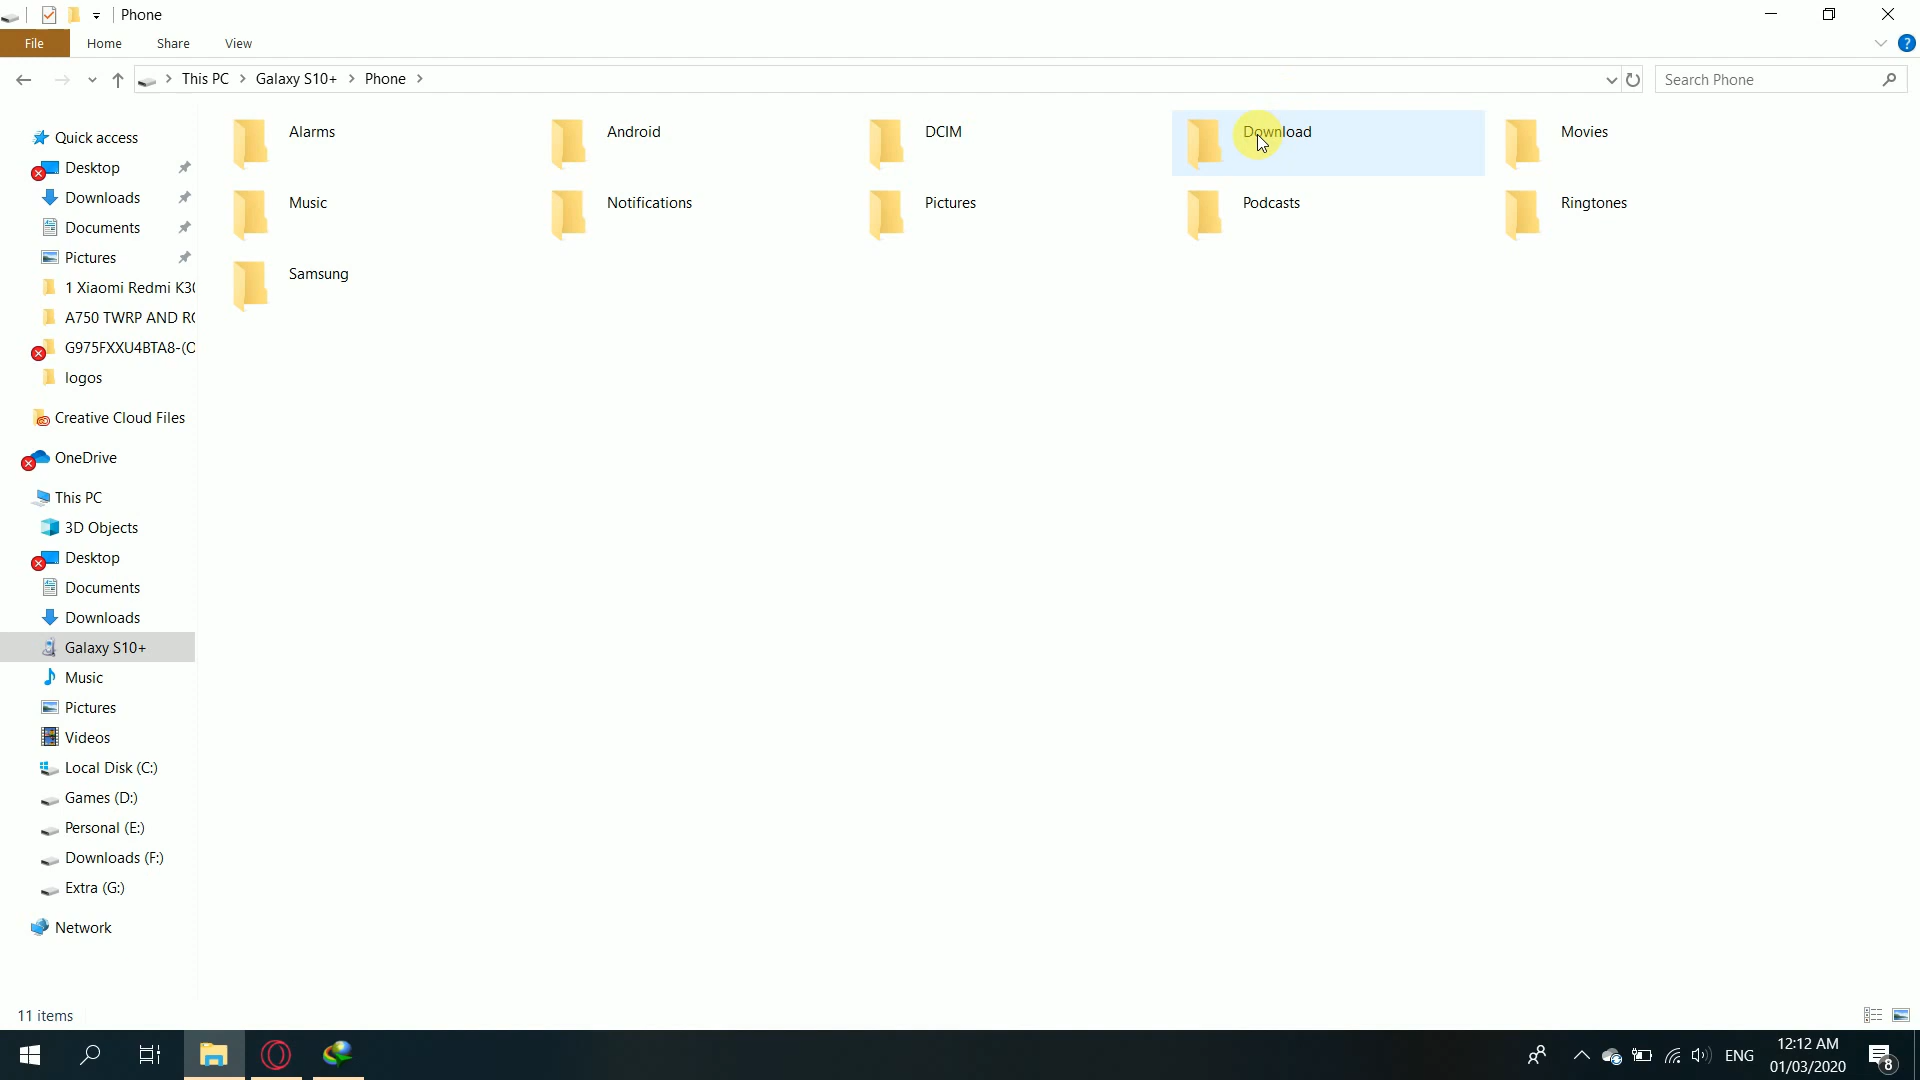 Phone
File
Home
Share
View
This PC
Galaxy S10+
Phone
Search Phone
Quick access
Desktop
Downloads
Documents
Pictures
1 Xiaomi Redmi K30
A750 TWRP AND RO
G975FXXU4BTA8-(O
logos
Creative Cloud Files
OneDrive
This PC
3D Objects
Desktop
Documents
Downloads
Galaxy S10+
Music
Pictures
Videos
Local Disk (C:)
Games (D:)
Personal (E:)
Downloads (F:)
Extra (G:)
Network
Alarms
Android
DCIM
Download
Movies
Music
Notifications
Pictures
Podcasts
Ringtones
Samsung
11 items
ENG
12:12 AM
01/03/2020
8